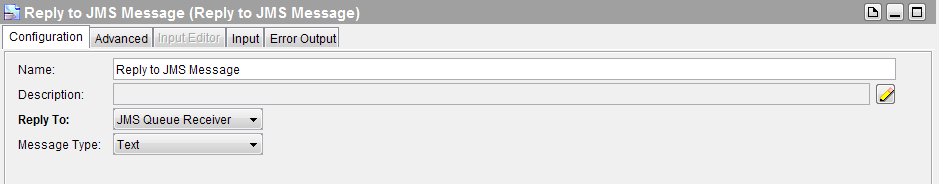 Reply to JMS Message (Reply to JMS Message)
Configuration Advanced Input Editor Input Error Output
Name: Reply to JMS Message
Description:
Reply To: JMS Queue Receiver
Message Type: Text